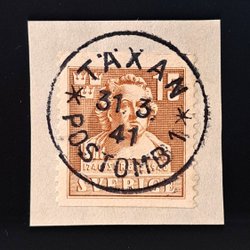 TÄXAN
31. 3.
41
POSTOMB 1
SVERIGE